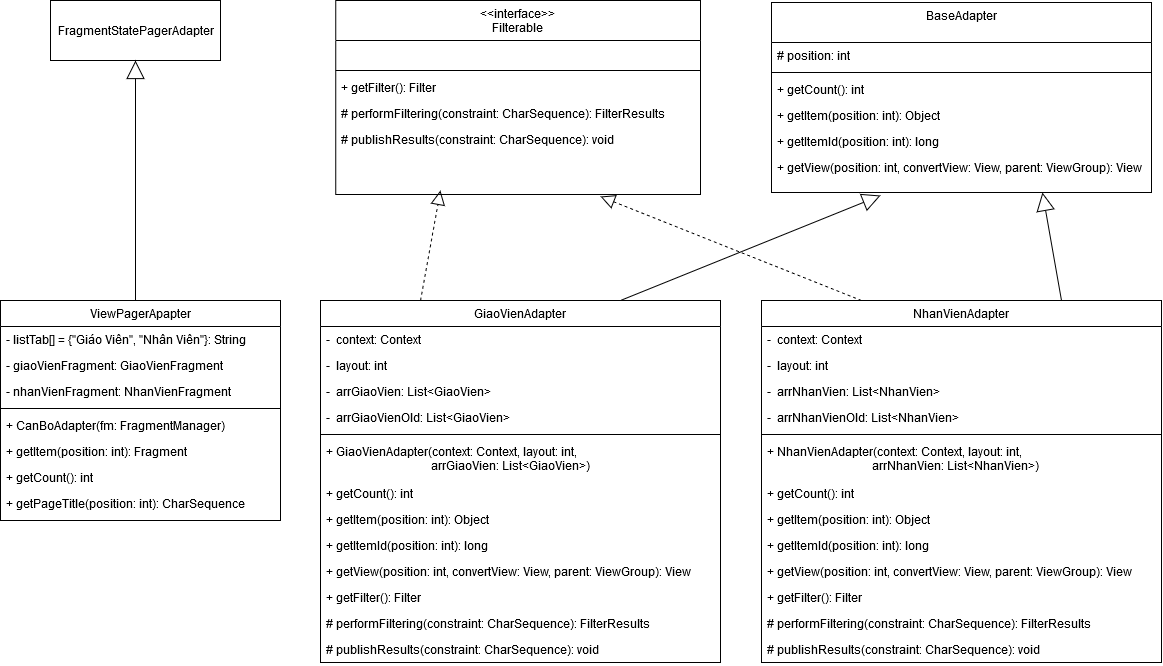 FragmentStatePagerAdapter
<<interface>>
Filterable
+ getFilter(): Filter
# performFiltering(constraint: CharSequence): FilterResults
# publishResults(constraint: CharSequence): void
BaseAdapter
# position: int
+ getCount(): int
+ getItem(position: int): Object
+ getItemId(position: int): long
+ getView(position: int, convertView: View, parent: ViewGroup): View
ViewPagerApapter
- listTab[] = {"Giáo Viên", "Nhân Viên"}: String
- giaoVienFragment: GiaoVienFragment
- nhanVienFragment: NhanVienFragment
+ CanBoAdapter(fm: FragmentManager)
+ getItem(position: int): Fragment
+ getCount(): int
+ getPageTitle(position: int): CharSequence
GiaoVienAdapter
- context: Context
- layout: int
- arrGiaoVien: List<GiaoVien>
- arrGiaoVienOld: List<GiaoVien>
+ GiaoVienAdapter(context: Context, layout: int,
arrGiaoVien: List<GiaoVien>)
+ getCount(): int
+ getItem(position: int): Object
+ getItemId(position: int): long
+ getView(position: int, convertView: View, parent: ViewGroup): View
+ getFilter(): Filter
# performFiltering(constraint: CharSequence): FilterResults
# publishResults(constraint: CharSequence): void
NhanVienAdapter
- context: Context
- layout: int
- arrNhanVien: List<NhanVien>
- arrNhanVienOld: List<NhanVien>
+ NhanVienAdapter(context: Context, layout: int,
arrNhanVien: List<NhanVien>)
+ getCount(): int
+ getItem(position: int): Object
+ getItemId(position: int): long
+ getView(position: int, convertView: View, parent: ViewGroup): View
+ getFilter(): Filter
# performFiltering(constraint: CharSequence): FilterResults
# publishResults(constraint: CharSequence): void